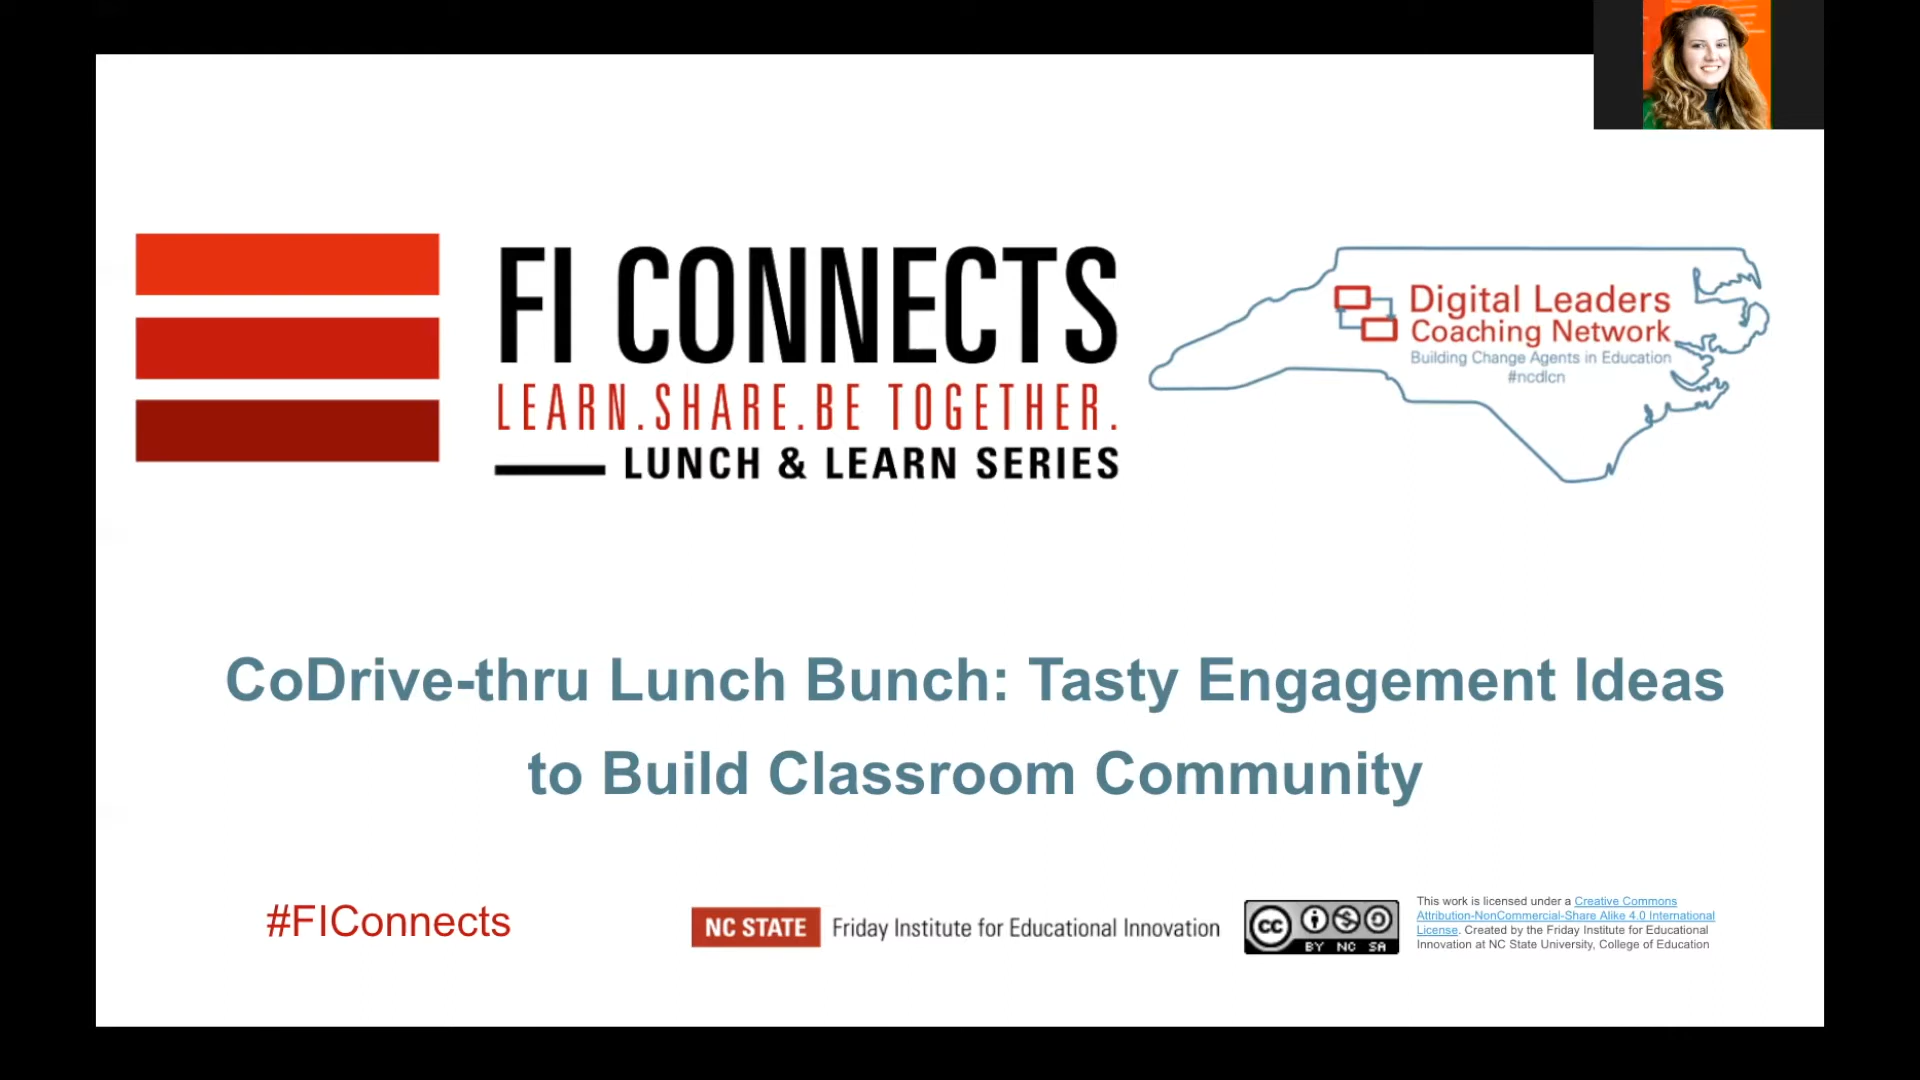 FI CONNECTS
LEARN.SHARE.BE TOGETHER.
LUNCH & LEARN SERIES
Digital Leaders
Coaching Network
Building Change Agents in Education
#ncdlcn
CoDrive-thru Lunch Bunch: Tasty Engagement Ideas
to Build Classroom Community
#FIConnects
NC STATE Friday Institute for Educational Innovation
cc
BY NC SA
This work is licensed under a Creative Commons
Attribution-NonCommercial-Share Alike 4.0 International
License. Created by the Friday Institute for Educational
Innovation at NC State University, College of Education